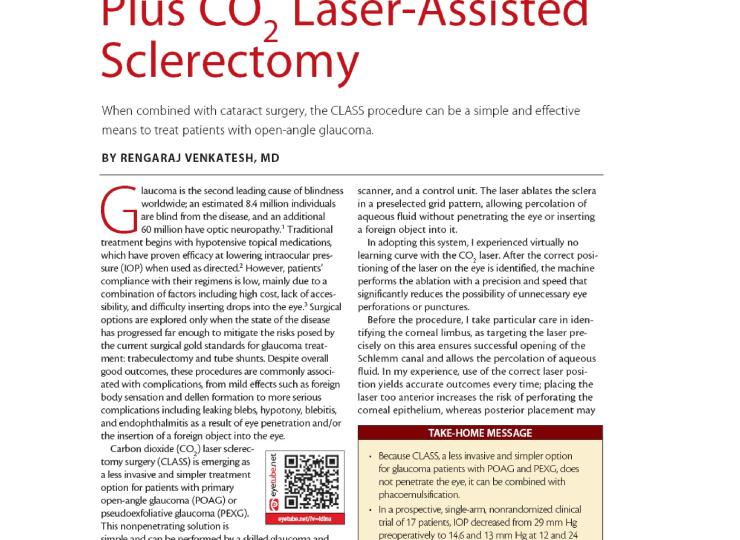 Plus CO2 Laser-Assisted
Sclerectomy
When combined with cataract surgery, the CLASS procedure can be a simple and effective
means to treat patients with open-angle glaucoma.
BY RENGARAJ VENKATESH, MD
Glaucoma is the second leading cause of blindness
worldwide; an estimated 8.4 million individuals
are blind from the disease, and an additional
60 million have optic neuropathy.1 Traditional
treatment begins with hypotensive topical medications,
which have proven efficacy at lowering intraocular pres-
sure (IOP) when used as directed.2 However, patients'
compliance with their regimens is low, mainly due to a
combination of factors including high cost, lack of acces-
sibility, and difficulty inserting drops into the eye.3 Surgical
options are explored only when the state of the disease
has progressed far enough to mitigate the risks posed by
the current surgical gold standards for glaucoma treat-
ment: trabeculectomy and tube shunts. Despite overall
good outcomes, these procedures are commonly associ-
ated with complications, from mild effects such as foreign
body sensation and dellen formation to more serious
complications including leaking blebs, hypotony, blebitis,
and endophthalmitis as a result of eye penetration and/or
the insertion of a foreign object into the eye.
Carbon dioxide (CO2) laser sclerec-
tomy surgery (CLASS) is emerging as
a less invasive and simpler treatment
option for patients with primary
open-angle glaucoma (POAG) or
pseudoexfoliative glaucoma (PEXG).
This nonpenetrating solution is
simple and can be performed by a skilled glaucoma and
eyetube.net
scanner, and a control unit. The laser ablates the sclera
in a preselected grid pattern, allowing percolation of
aqueous fluid without penetrating the eye or inserting
a foreign object into it.
In adopting this system, I experienced virtually no
learning curve with the CO2 laser. After the correct posi-
tioning of the laser on the eye is identified, the machine
performs the ablation with a precision and speed that
significantly reduces the possibility of unnecessary eye
perforations or punctures.
Before the procedure, I take particular care in iden-
tifying the corneal limbus, as targeting the laser pre-
cisely on this area ensures successful opening of the
Schlemm canal and allows the percolation of aqueous
fluid. In my experience, use of the correct laser posi-
tion yields accurate outcomes every time; placing the
laser too anterior increases the risk of perforating the
corneal epithelium, whereas posterior placement may
TAKE-HOME MESSAGE
• Because CLASS, a less invasive and simpler option
for glaucoma patients with POAG and PEXG, does
not penetrate the eye, it can be combined with
phacoemulsification.
• In a prospective, single-arm, nonrandomized clinical
trial of 17 patients, IOP decreased from 29 mm Hg
preoperatively to 14.6 and 13 mm Hg at 12 and 24